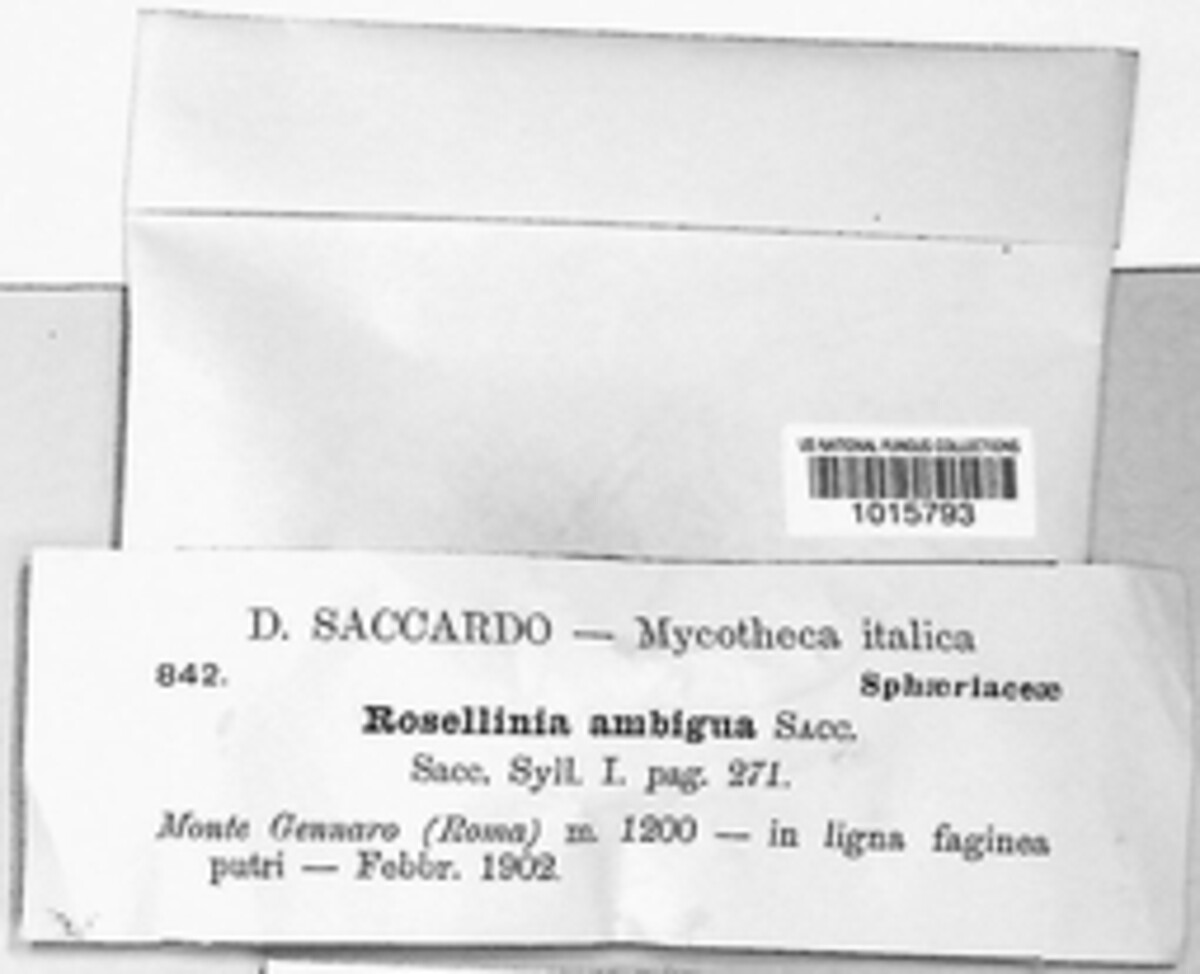 US NATIONAL FUNGUS COLLECTIONS
1015793
D. SACCARDO — Mycotheca italica
842.
Sphæriaceæ
Rosellinia ambigua Sacc.
Sacc. Syll. I. pag. 271.
Monte Gennaro (Roma) m. 1200 — in ligna faginea
putri — Febbr. 1902.